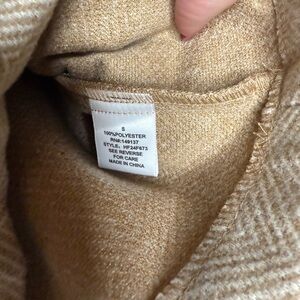 S
100%POLYESTER
RN#:149137
STYLE: HF24F673
SEE REVERSE
FOR CARE
MADE IN CHINA